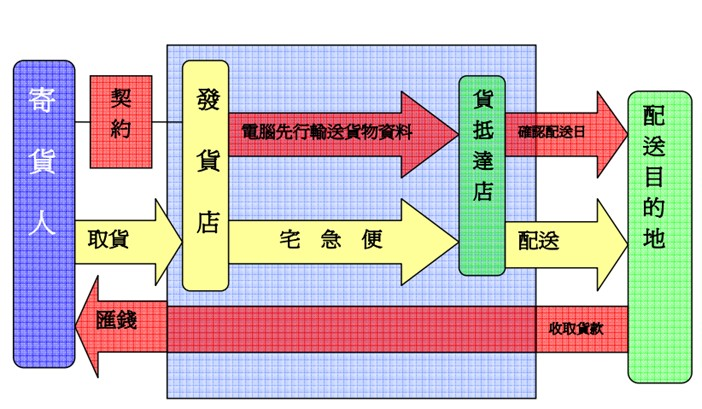 寄貨人
契約
發貨店
電腦先行輸送貨物資料
貨抵達店
確認配送日
配送目的地
取貨
宅急便
配送
匯錢
收取貨款